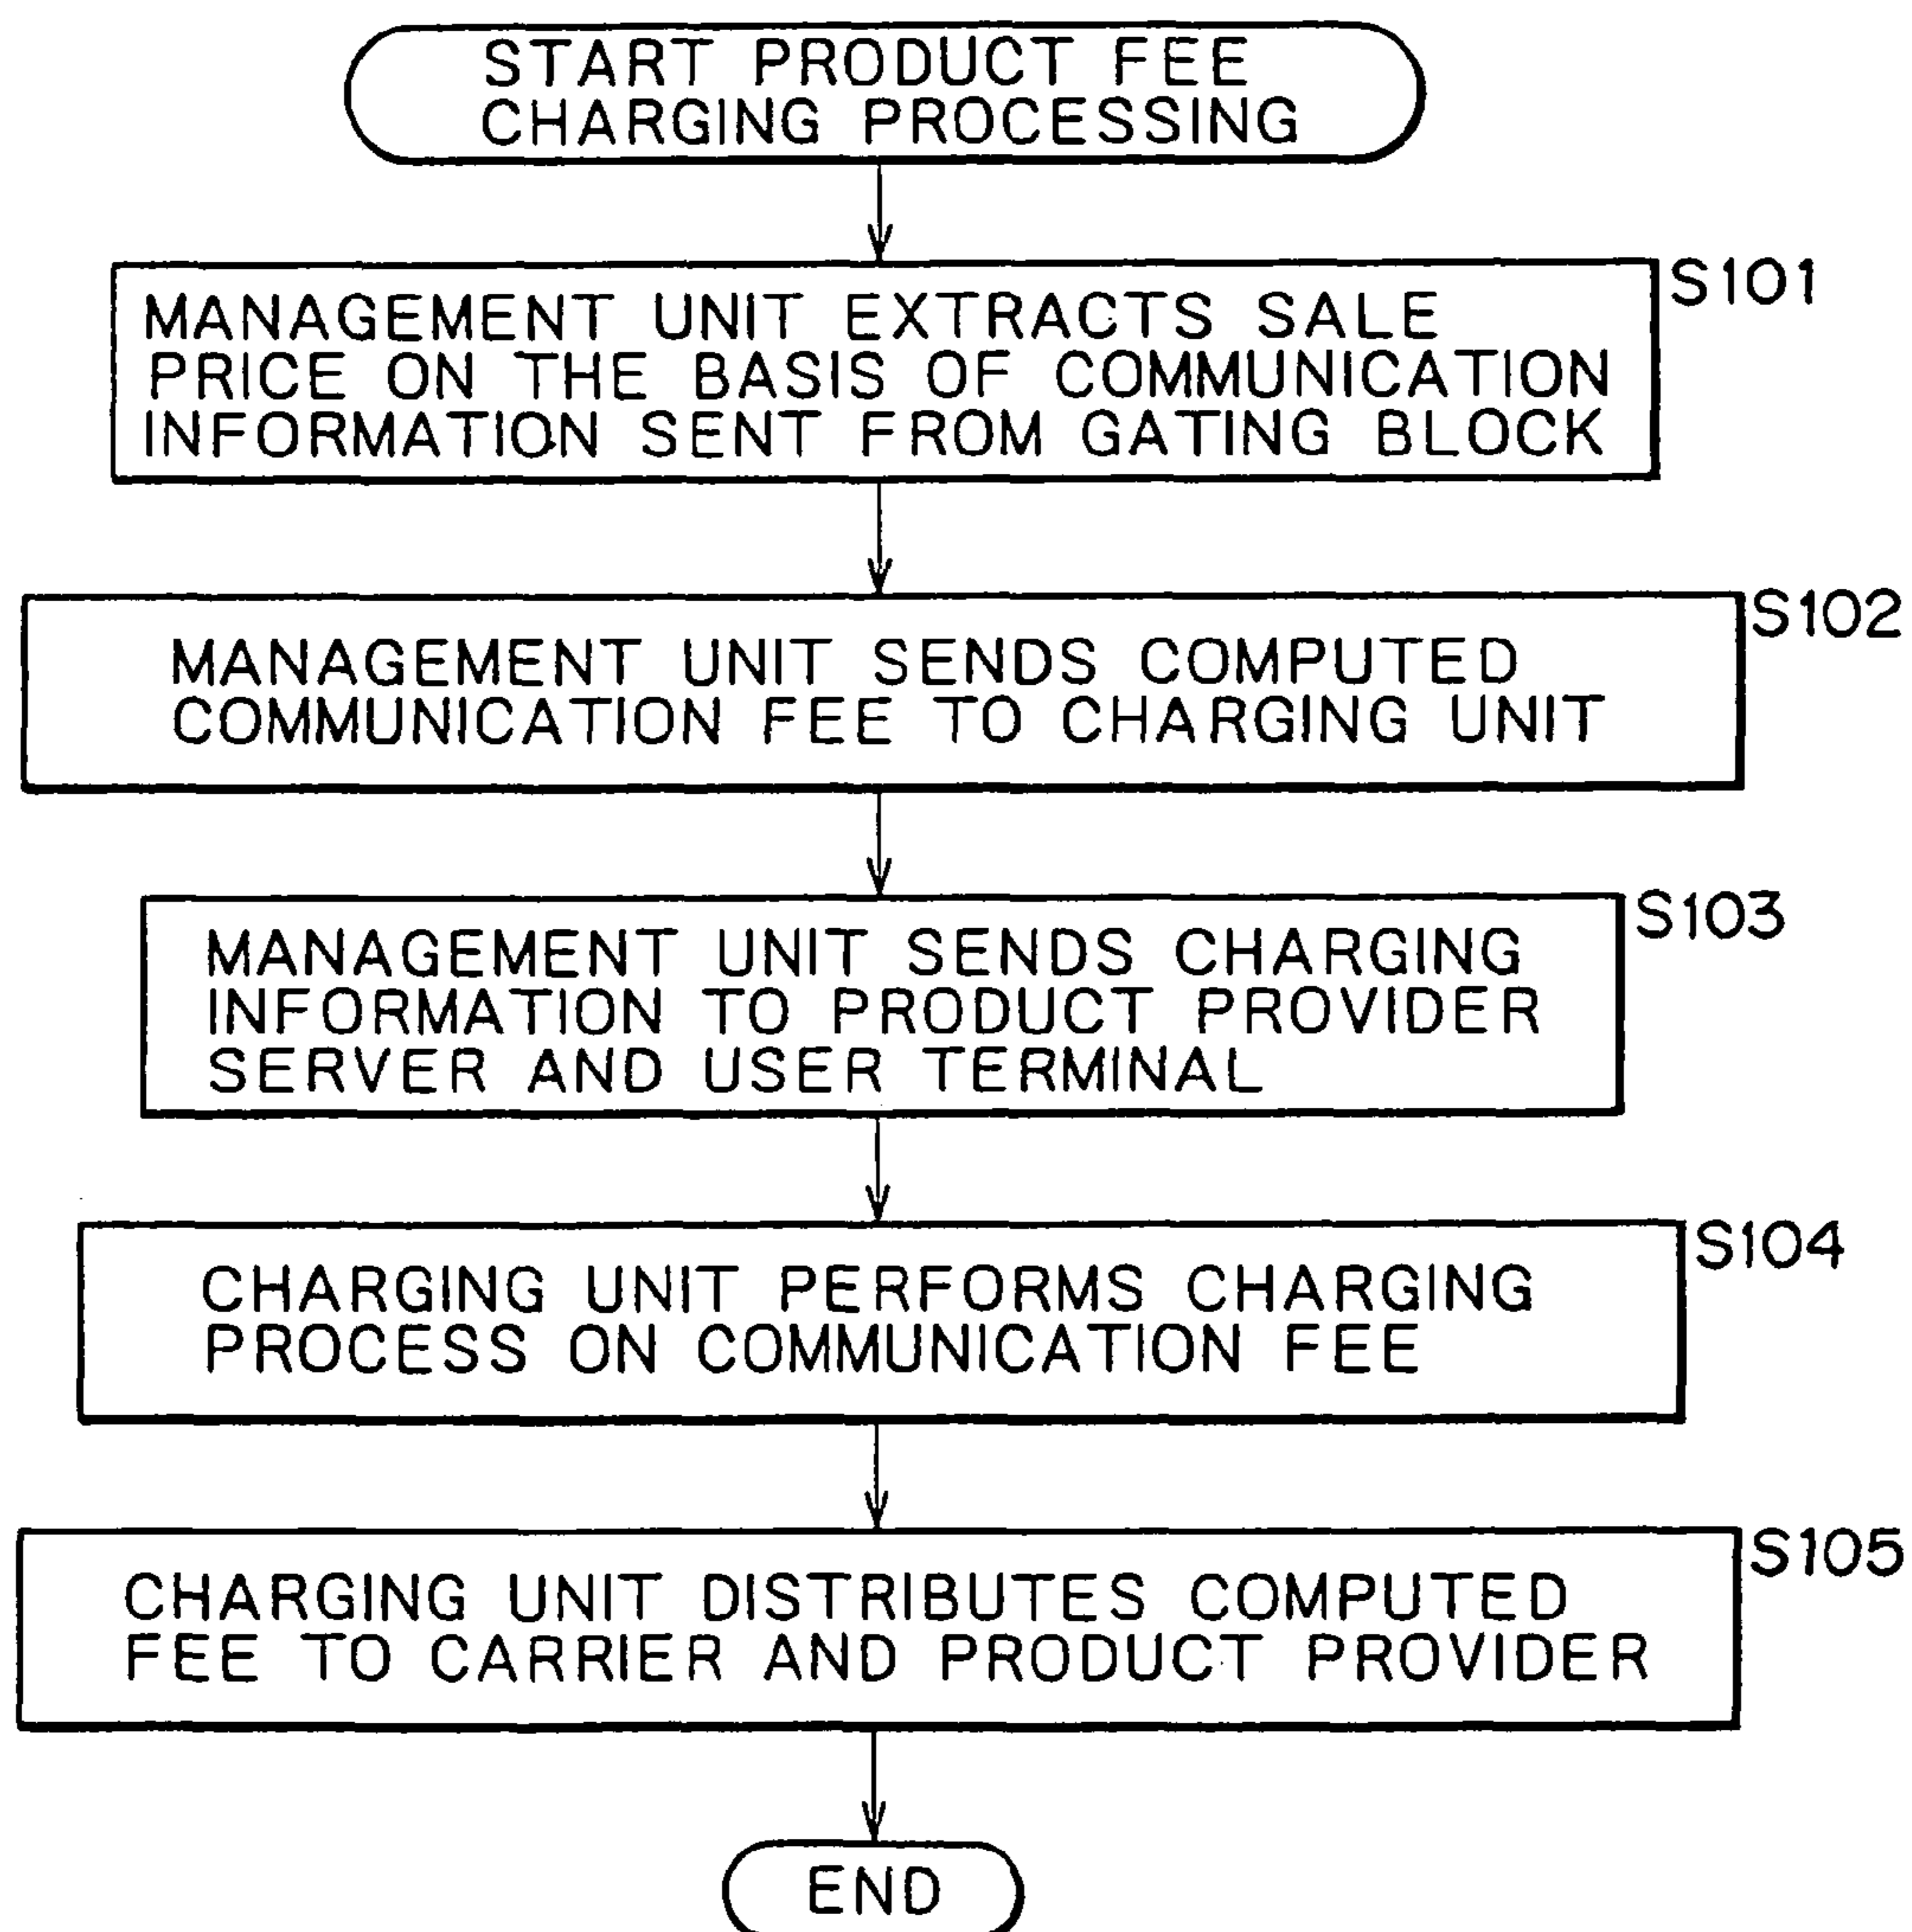 START PRODUCT FEE
CHARGING PROCESSING
S101
MANAGEMENT UNIT EXTRACTS SALE
PRICE ON THE BASIS OF COMMUNICATION
INFORMATION SENT FROM GATING BLOCK
S102
MANAGEMENT UNIT SENDS COMPUTED
COMMUNICATION FEE TO CHARGING UNIT
S103
MANAGEMENT UNIT SENDS CHARGING
INFORMATION TO PRODUCT PROVIDER
SERVER AND USER TERMINAL
S104
CHARGING UNIT PERFORMS CHARGING
PROCESS ON COMMUNICATION FEE
S105
CHARGING UNIT DISTRIBUTES COMPUTED
FEE TO CARRIER AND PRODUCT PROVIDER
END